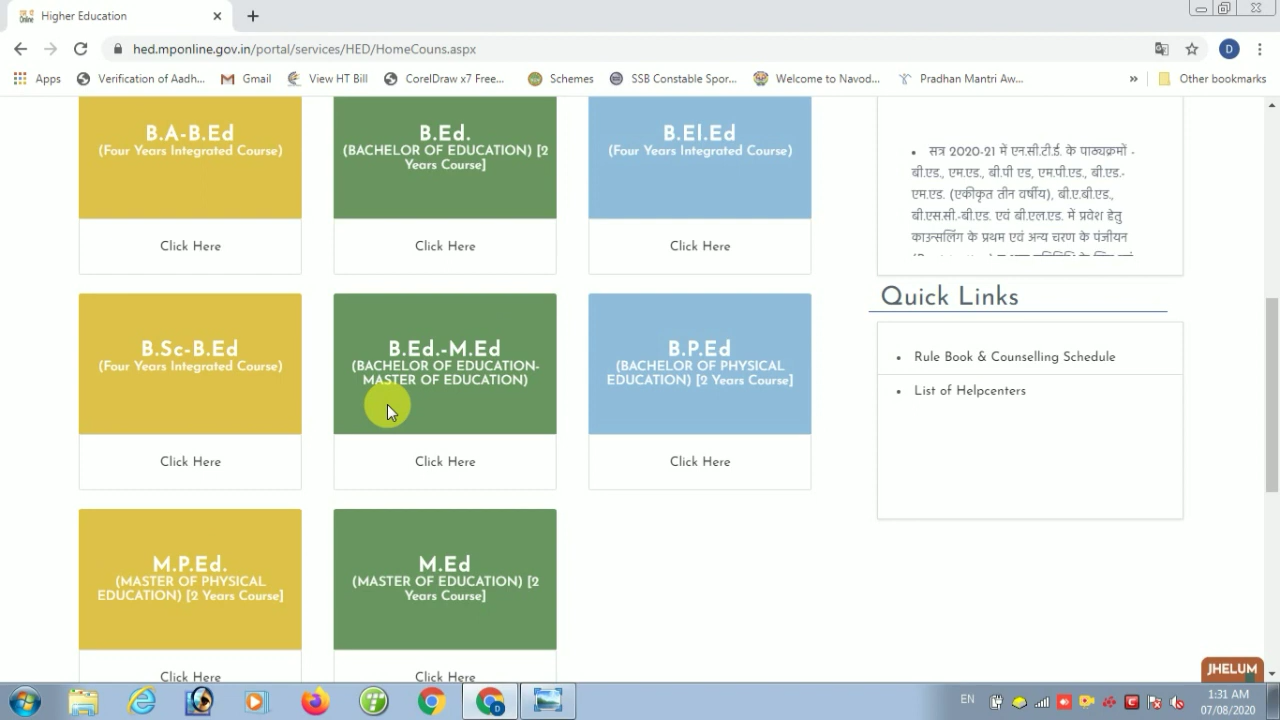 Higher Education
hed.mponline.gov.in/portal/services/HED/HomeCouns.aspx
D
Apps
Verification of Aadh...
Gmail
View HT Bill
CorelDraw x7 Free...
Schemes
SSB Constable Spor...
Welcome to Navod...
Pradhan Mantri Aw...
»
Other bookmarks
B.A-B.Ed
(Four Years Integrated Course)
Click Here
B.Ed.
(BACHELOR OF EDUCATION) [2
Years Course]
Click Here
B.El.Ed
(Four Years Integrated Course)
Click Here
B.Sc-B.Ed
(Four Years Integrated Course)
Click Here
B.Ed.-M.Ed
(BACHELOR OF EDUCATION-
MASTER OF EDUCATION)
Click Here
B.P.Ed
(BACHELOR OF PHYSICAL
EDUCATION) [2 Years Course]
Click Here
M.P.Ed.
(MASTER OF PHYSICAL
EDUCATION) [2 Years Course]
Click Here
M.Ed
(MASTER OF EDUCATION) [2
Years Course]
Click Here
• सत्र 2020-21 में एन.सी.टी.ई. के पाठ्यक्रमों -
बी.एड., एम.एड., बी.पी एड, एम.पी.एड., बी.एड.-
एम.एड. (एकीकृत तीन वर्षीय), बी.ए.बी.एड.,
बी.एस.सी.-बी.एड. एवं बी.एल.एड. में प्रवेश हेतु
काउन्सलिंग के प्रथम एवं अन्य चरण के पंजीयन
Quick Links
• Rule Book & Counselling Schedule
• List of Helpcenters
JHELUM
EN
1:31 AM
07/08/2020